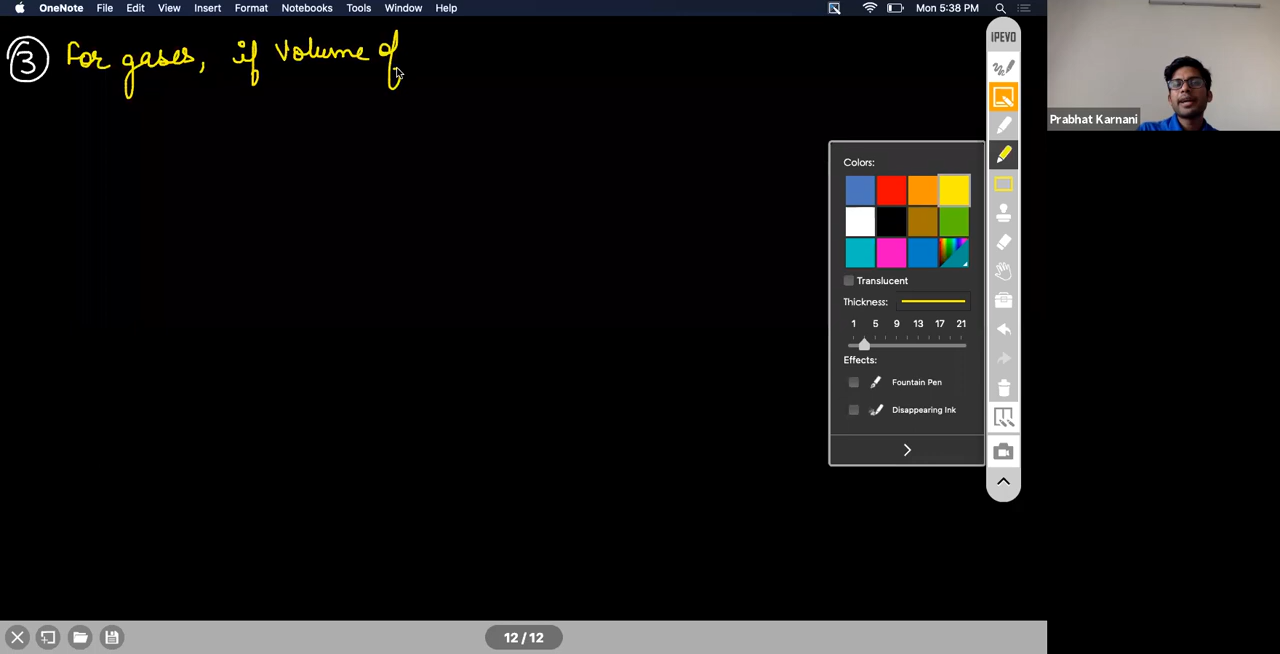 OneNote File Edit View Insert Format Notebooks Tools Window Help Mon 5:38 PM
③ For gases, if Volume of
IPEVO
Prabhat Karnani
Colors:
Translucent
Thickness:
1 5 9 13 17 21
Effects:
Fountain Pen
Disappearing Ink
12 / 12